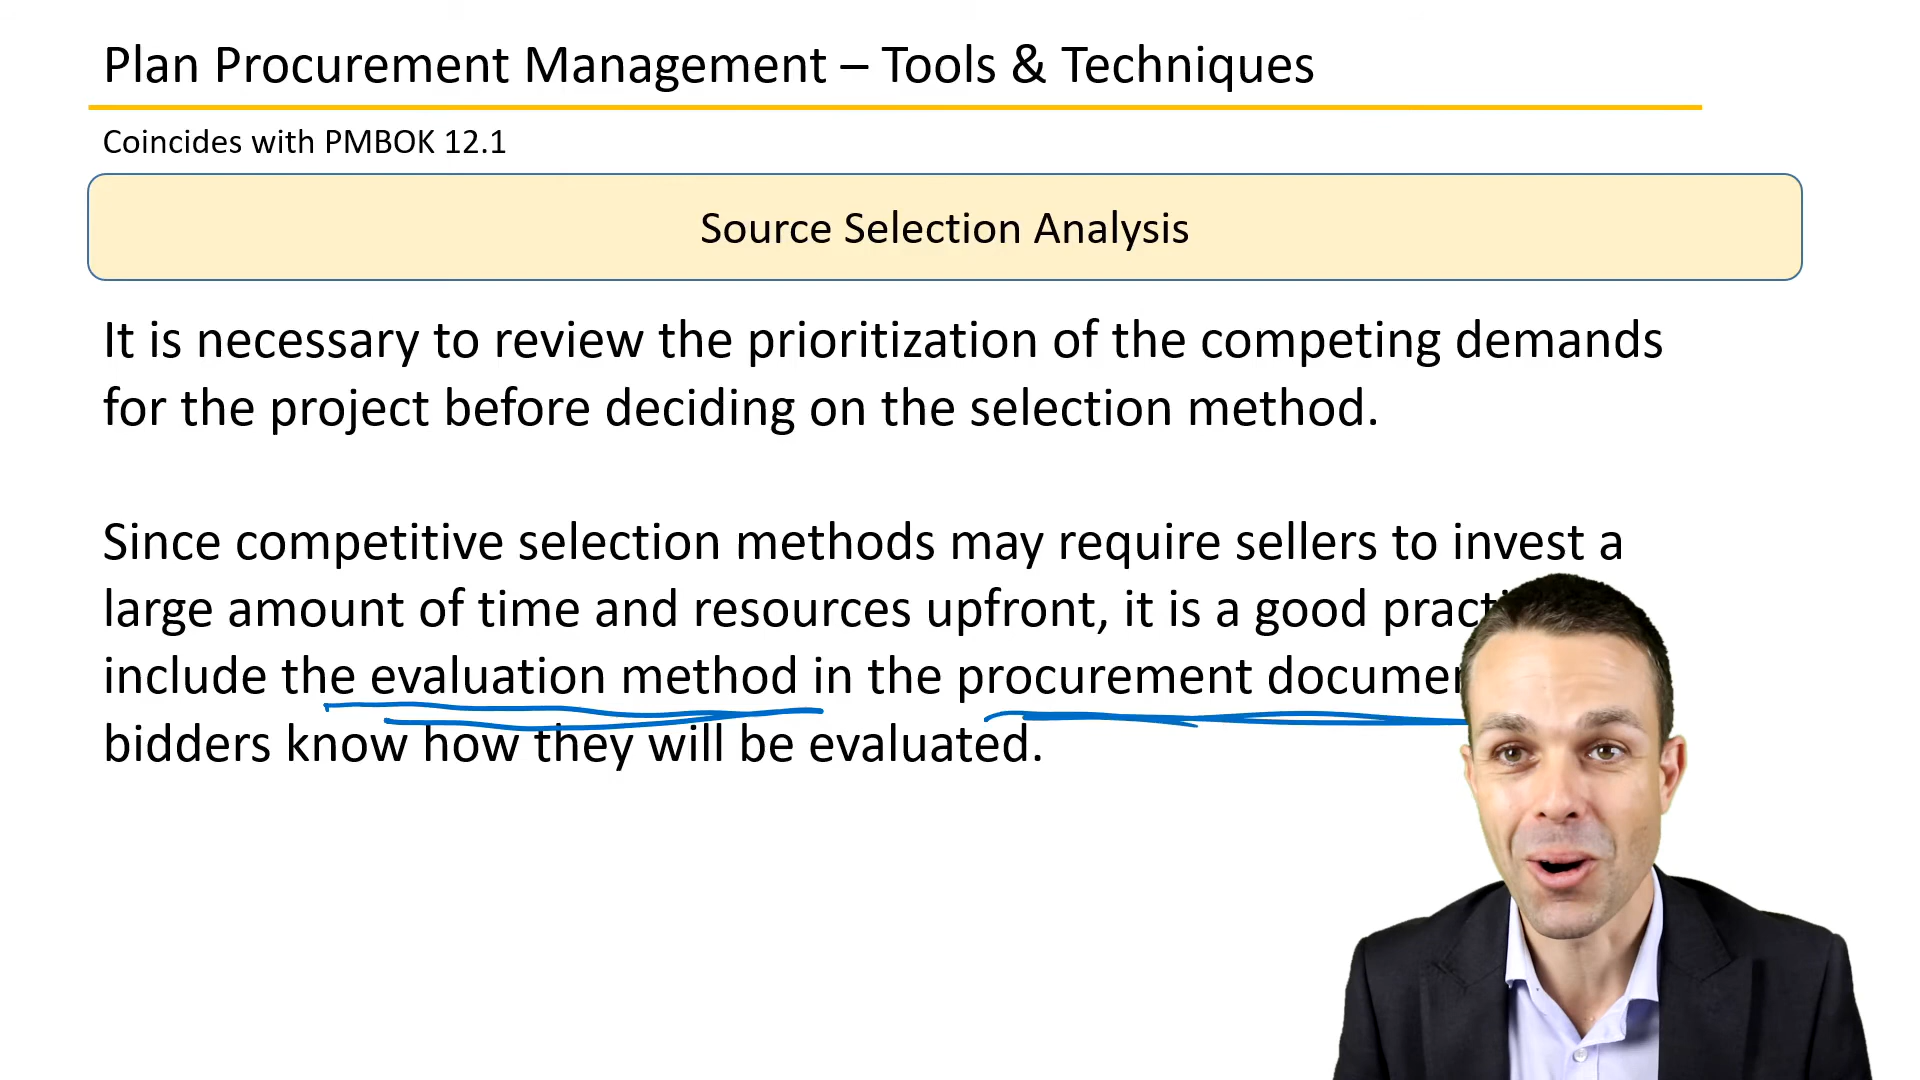 Plan Procurement Management – Tools & Techniques
Coincides with PMBOK 12.1
Source Selection Analysis
It is necessary to review the prioritization of the competing demands
for the project before deciding on the selection method.
Since competitive selection methods may require sellers to invest a
large amount of time and resources upfront, it is a good
include the evaluation method in the procurement
bidders know how they will be evaluated.